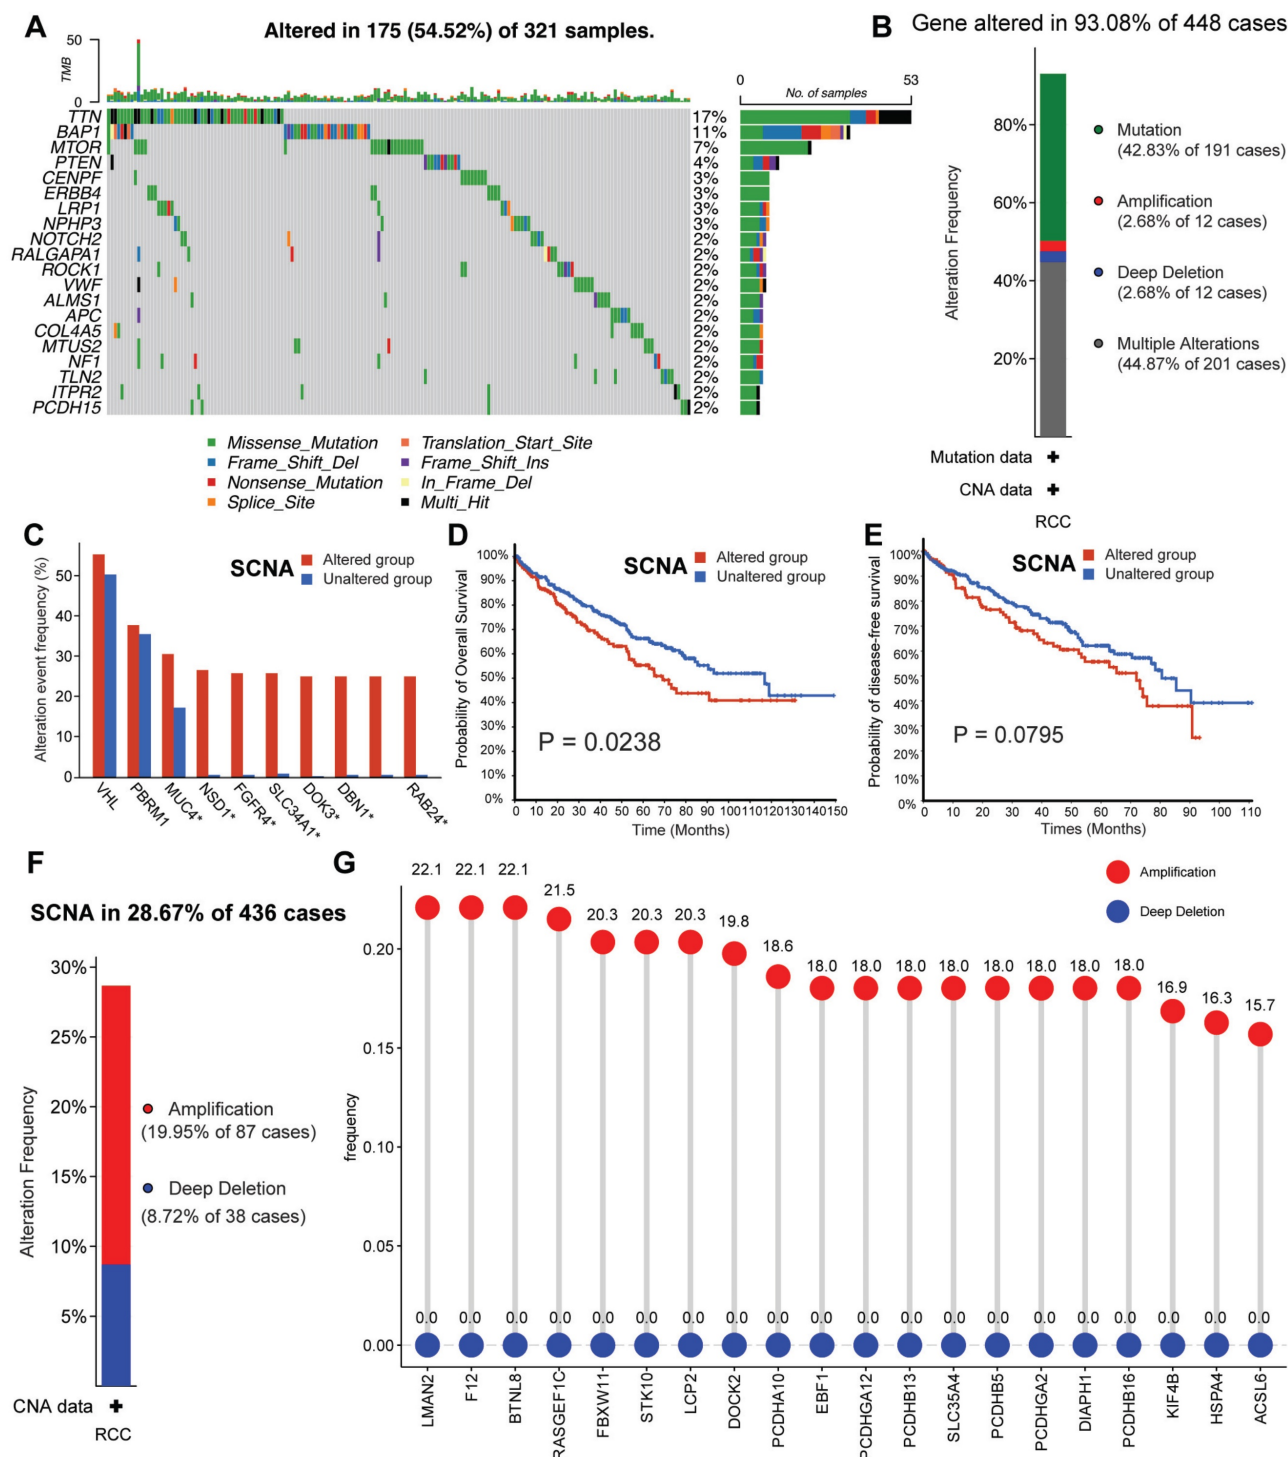 A
Altered in 175 (54.52%) of 321 samples.
50
0
TMB
TTN
BAP1
MTOR
PTEN
CENPF
ERBB4
LRP1
NPHP3
NOTCH2
RALGAPA1
ROCK1
VWF
ALMS1
APC
COL4A5
MTUS2
NF1
TLN2
ITPR2
PCDH15
17%
11%
7%
4%
3%
3%
3%
3%
2%
2%
2%
2%
2%
2%
2%
2%
2%
2%
2%
2%
0 53
No. of samples
Missense_Mutation
Frame_Shift_Del
Nonsense_Mutation
Splice_Site
Translation_Start_Site
Frame_Shift_Ins
In_Frame_Del
Multi_Hit
B
Gene altered in 93.08% of 448 cases
Alteration Frequency
80%
60%
40%
20%
Mutation
(42.83% of 191 cases)
Amplification
(2.68% of 12 cases)
Deep Deletion
(2.68% of 12 cases)
Multiple Alterations
(44.87% of 201 cases)
Mutation data +
CNA data +
RCC
C
SCNA
Altered group
Unaltered group
Alteration event frequency (%)
50
40
30
20
10
0
VHL
PBRM1
MUC4*
NSD1*
FGFR4*
SLC34A1*
DOK3*
DBN1*
RAB24*
D
SCNA
Altered group
Unaltered group
Probability of Overall Survival
100%
90%
80%
70%
60%
50%
40%
30%
20%
10%
0%
P = 0.0238
0 10 20 30 40 50 60 70 80 90 100 110 120 130 140 150
Time (Months)
E
SCNA
Altered group
Unaltered group
Probability of disease-free survival
100%
90%
80%
70%
60%
50%
40%
30%
20%
10%
0%
P = 0.0795
0 10 20 30 40 50 60 70 80 90 100 110
Times (Months)
F
SCNA in 28.67% of 436 cases
Alteration Frequency
30%
25%
20%
15%
10%
5%
Amplification
(19.95% of 87 cases)
Deep Deletion
(8.72% of 38 cases)
CNA data +
RCC
G
Amplification
Deep Deletion
frequency
0.20
0.15
0.10
0.05
0.00
22.1 22.1 22.1 21.5 20.3 20.3 20.3 19.8 18.6 18.0 18.0 18.0 18.0 18.0 18.0 18.0 18.0 16.9 16.3 15.7
0.0 0.0 0.0 0.0 0.0 0.0 0.0 0.0 0.0 0.0 0.0 0.0 0.0 0.0 0.0 0.0 0.0 0.0 0.0 0.0
LMAN2
F12
BTNL8
RASGEF1C
FBXW11
STK10
LCP2
DOCK2
PCDHA10
EBF1
PCDHGA12
PCDHB13
SLC35A4
PCDHB5
PCDHGA2
DIAPH1
PCDHB16
KIF4B
HSPA4
ACSL6